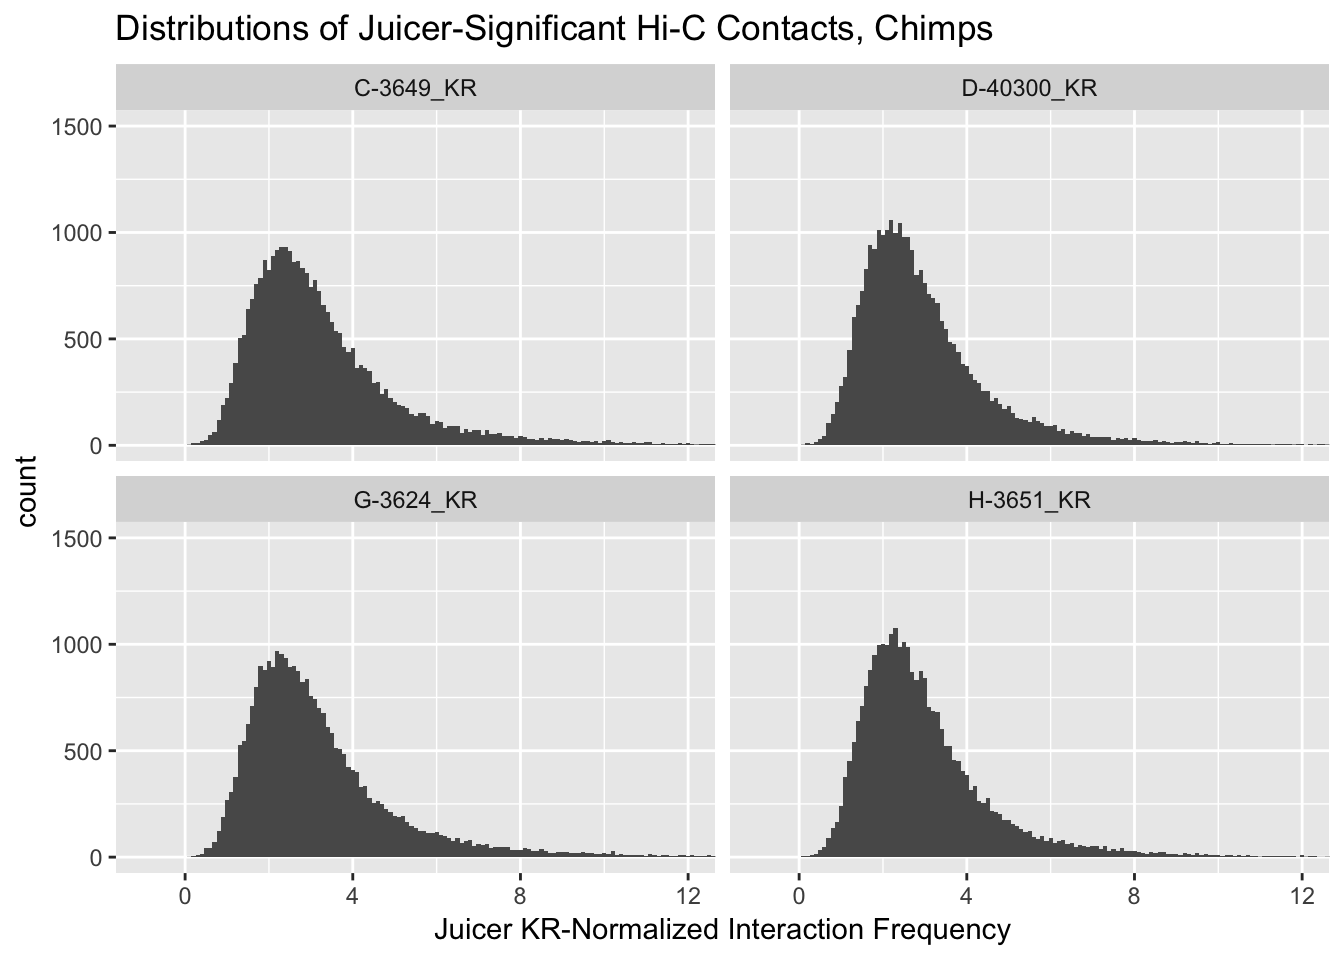 Distributions of Juicer-Significant Hi-C Contacts, Chimps
C-3649_KR
D-40300_KR
1500
1000
500
0
G-3624_KR
H-3651_KR
1500
1000
500
0
count
0 4 8 12
0 4 8 12
Juicer KR-Normalized Interaction Frequency